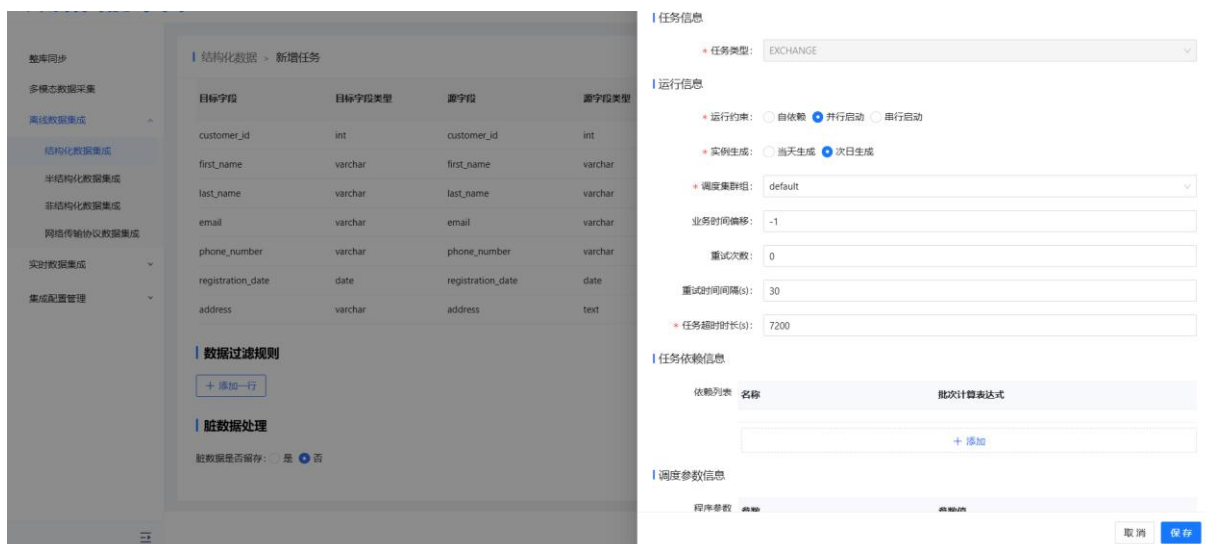 整库同步
多模态数据采集
离线数据集成
结构化数据集成
半结构化数据集成
非结构化数据集成
网络传输协议数据集成
实时数据集成
集成配置管理
结构化数据 > 新增任务
目标字段 目标字段类型 源字段 源字段类型
customer_id int customer_id int
first_name varchar first_name varchar
last_name varchar last_name varchar
email varchar email varchar
phone_number varchar phone_number varchar
registration_date date registration_date date
address varchar address text
数据过滤规则
+ 添加一行
脏数据处理
脏数据是否留存: 是 否
任务信息
* 任务类型: EXCHANGE
运行信息
* 运行约束: 自依赖 并行启动 串行启动
* 实例生成: 当天生成 次日生成
* 调度集群组: default
业务时间偏移: -1
重试次数: 0
重试时间间隔(s): 30
* 任务超时时长(s): 7200
任务依赖信息
依赖列表 名称 批次计算表达式
+ 添加
调度参数信息
程序参数 参数 参数值
取消 保存